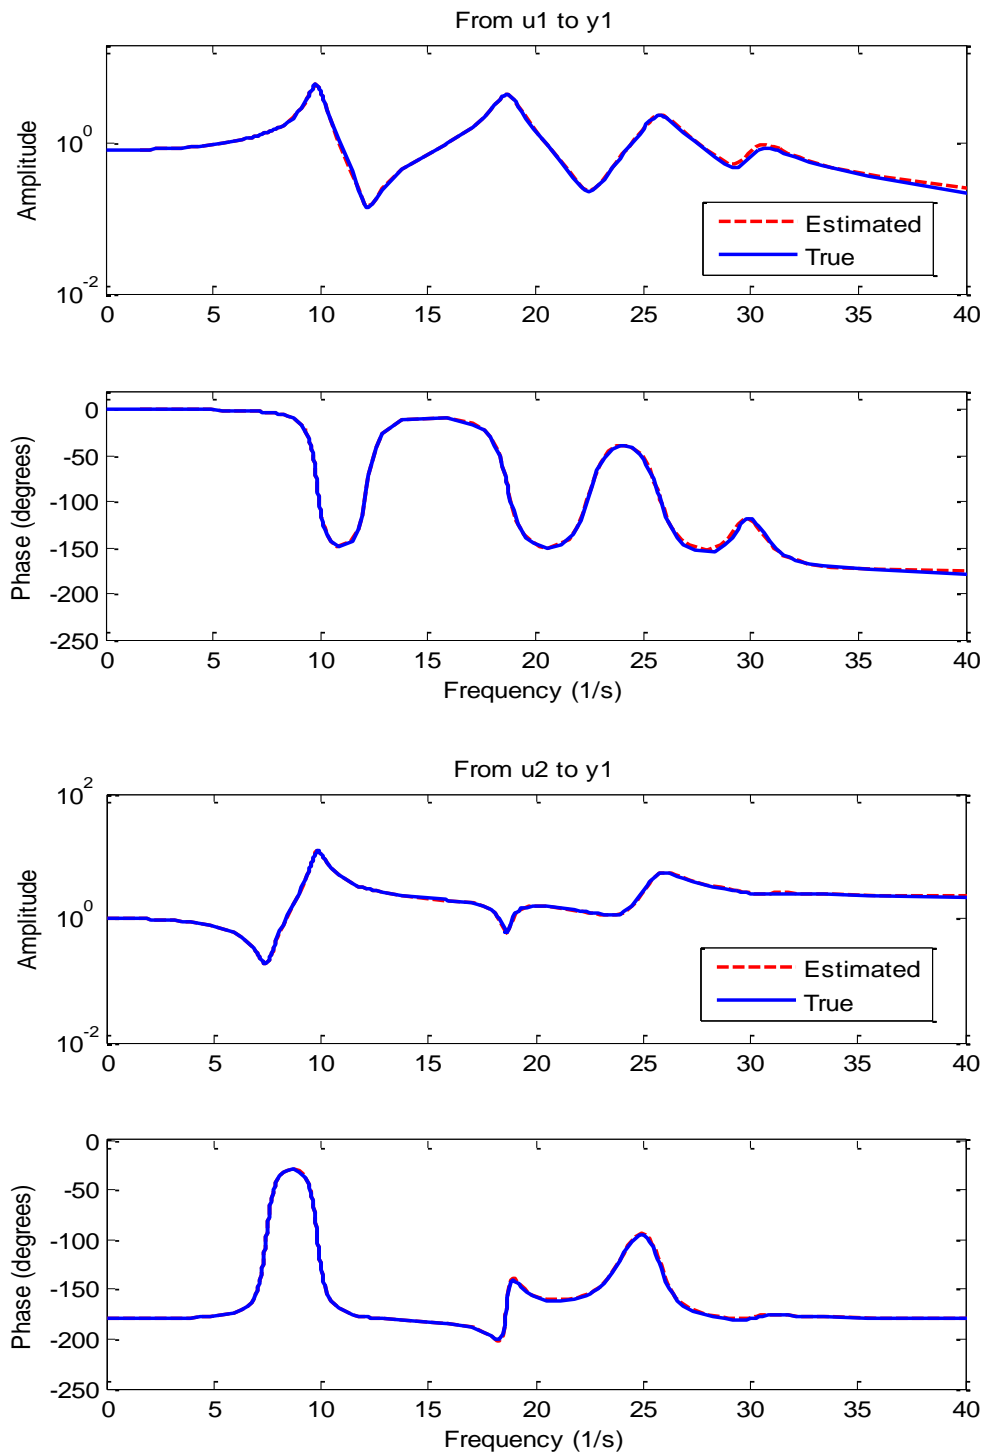 From u1 to y1
Amplitude
10^0
10^-2
Estimated
True
0 5 10 15 20 25 30 35 40
Phase (degrees)
0
-50
-100
-150
-200
-250
0 5 10 15 20 25 30 35 40
Frequency (1/s)
From u2 to y1
Amplitude
10^2
10^0
10^-2
Estimated
True
0 5 10 15 20 25 30 35 40
Phase (degrees)
0
-50
-100
-150
-200
-250
0 5 10 15 20 25 30 35 40
Frequency (1/s)